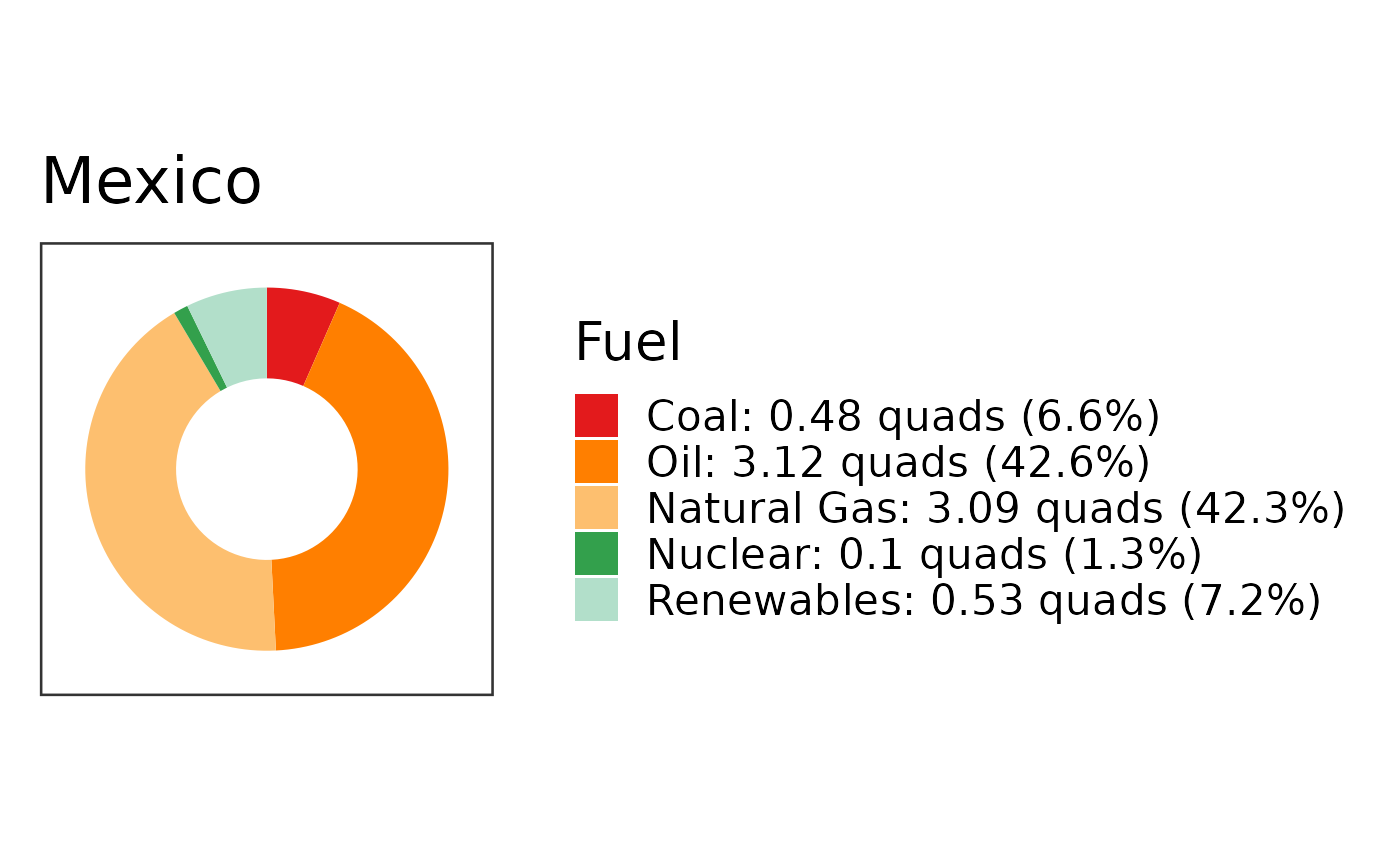 Mexico
Fuel
Coal: 0.48 quads (6.6%)
Oil: 3.12 quads (42.6%)
Natural Gas: 3.09 quads (42.3%)
Nuclear: 0.1 quads (1.3%)
Renewables: 0.53 quads (7.2%)